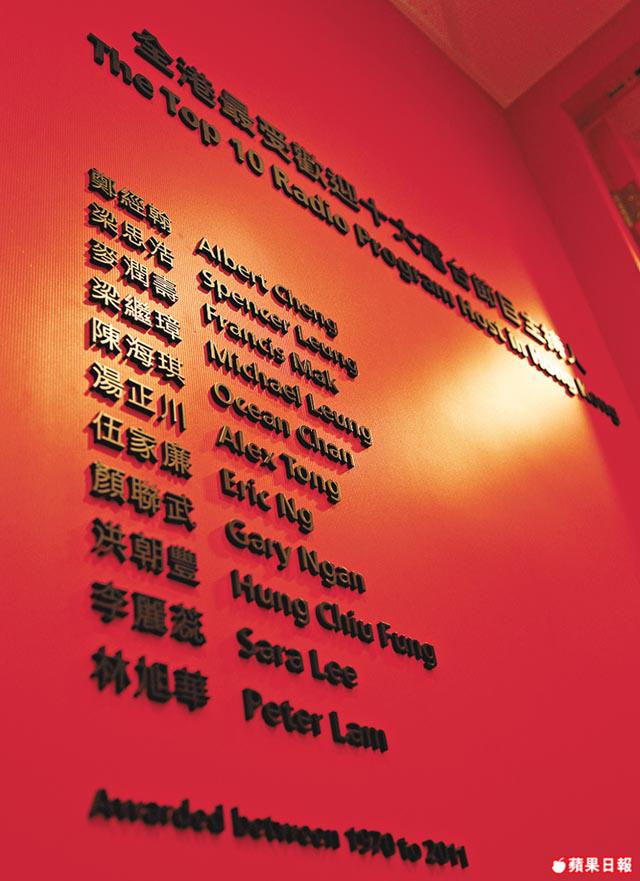 全港最受歡迎十大電台節目主持人
The Top 10 Radio Program Host in Hong Kong
鄭經翰 Albert Cheng
梁思浩 Spencer Leung
麥潤壽 Francis Mak
梁繼璋 Michael Leung
陳海琪 Ocean Chan
湯正川 Alex Tong
伍家廉 Eric Ng
顏聯武 Gary Ngan
洪朝豐 Hung Chiu Fung
李麗蕊 Sara Lee
林旭華 Peter Lam
Awarded between 1970 to 2011
蘋果日報